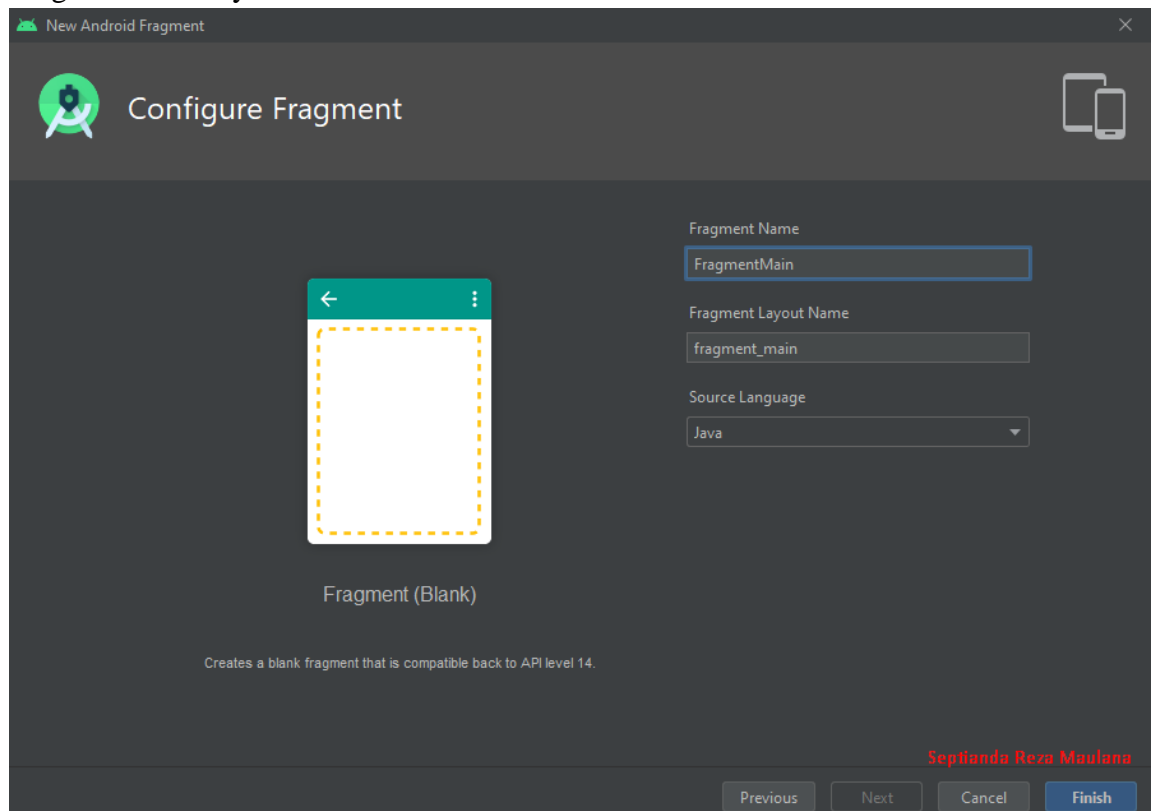 New Android Fragment
Configure Fragment
Fragment Name
FragmentMain
Fragment Layout Name
fragment_main
Source Language
Java
Fragment (Blank)
Creates a blank fragment that is compatible back to API level 14.
Septianda Reza Maulana
Previous
Next
Cancel
Finish